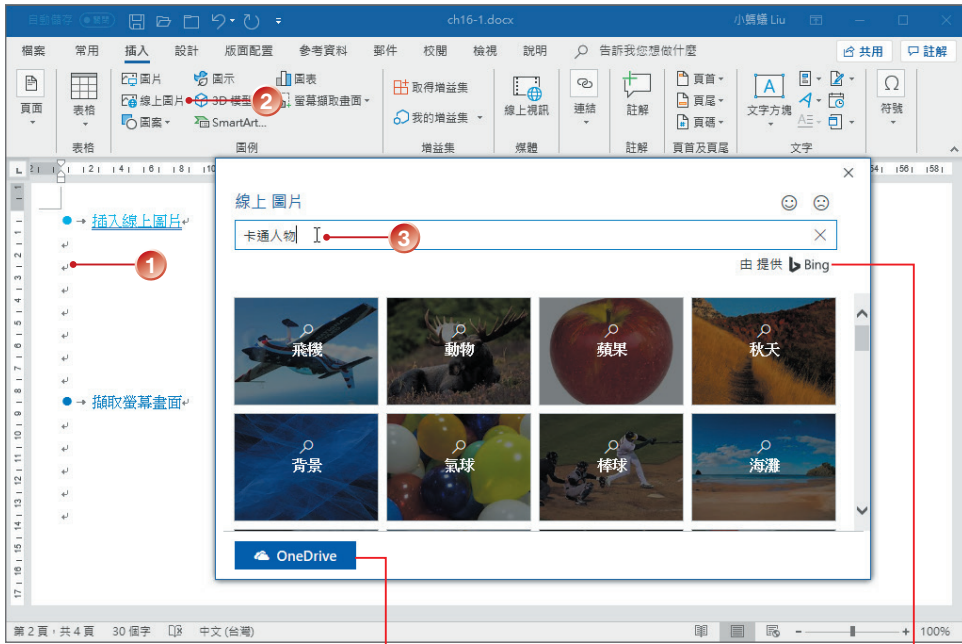 自動儲存 關閉 ch16-1.docx 小螞蟻 Liu
檔案 常用 插入 設計 版面配置 參考資料 郵件 校閱 檢視 說明 告訴我您想做什麼 共用 註解
頁面
表格
表格
圖片
線上圖片
圖案
圖示
3D 模型
SmartArt...
圖表
螢幕擷取畫面
圖例
取得增益集
我的增益集
增益集
線上視訊
媒體
連結
註解
註解
頁首
頁尾
頁碼
頁首及頁尾
文字方塊
文字
符號
2
插入線上圖片
1
擷取螢幕畫面
線上 圖片
卡通人物
3
由 提供 Bing
飛機 動物 蘋果 秋天
背景 氣球 棒球 海灘
OneDrive
第 2 頁，共 4 頁 30 個字 中文 (台灣) 100%